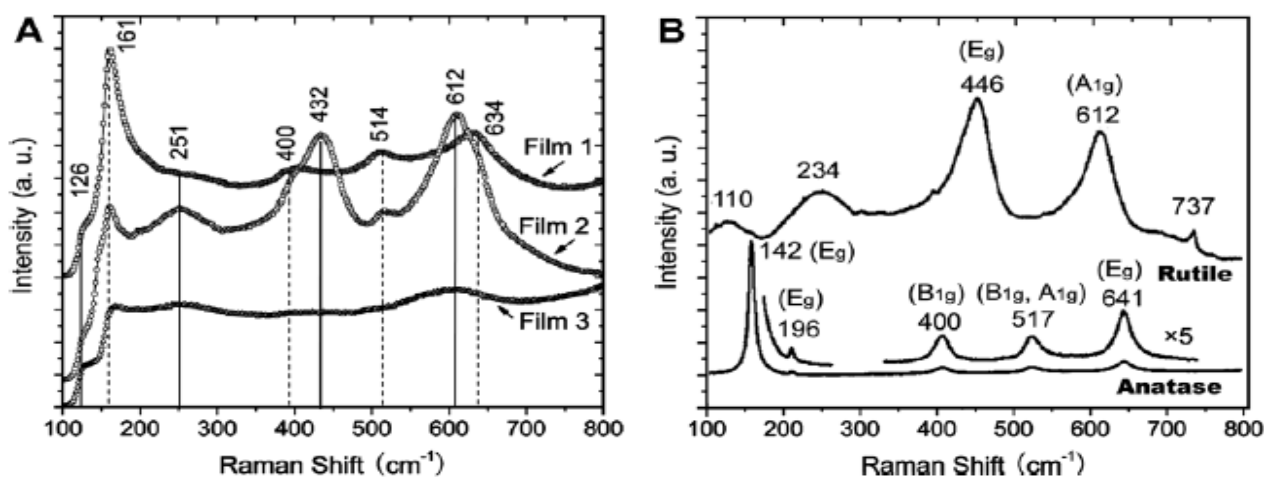 A
161
126
251
400
432
514
612
634
Film 1
Film 2
Film 3
Intensity (a. u.)
100 200 300 400 500 600 700 800
Raman Shift (cm⁻¹)
B
(Eg)
446
(A1g)
612
110
234
737
Rutile
142 (Eg)
(Eg)
196
(B1g)
400
(B1g, A1g)
517
(Eg)
641
×5
Anatase
Intensity (a. u.)
100 200 300 400 500 600 700 800
Raman Shift (cm⁻¹)